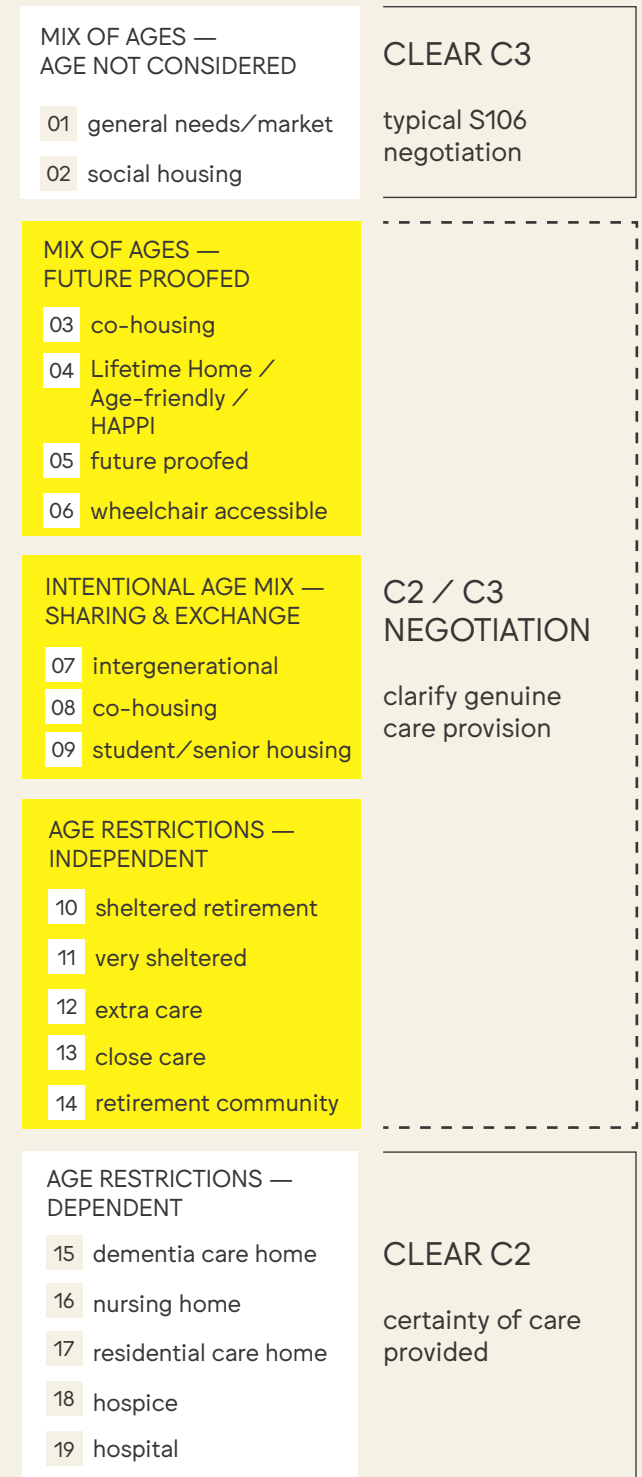 MIX OF AGES —
AGE NOT CONSIDERED
01 general needs/market
02 social housing
CLEAR C3
typical S106
negotiation
MIX OF AGES —
FUTURE PROOFED
03 co-housing
04 Lifetime Home /
Age-friendly /
HAPPI
05 future proofed
06 wheelchair accessible
INTENTIONAL AGE MIX —
SHARING & EXCHANGE
07 intergenerational
08 co-housing
09 student/senior housing
AGE RESTRICTIONS —
INDEPENDENT
10 sheltered retirement
11 very sheltered
12 extra care
13 close care
14 retirement community
C2 / C3
NEGOTIATION
clarify genuine
care provision
AGE RESTRICTIONS —
DEPENDENT
15 dementia care home
16 nursing home
17 residential care home
18 hospice
19 hospital
CLEAR C2
certainty of care
provided